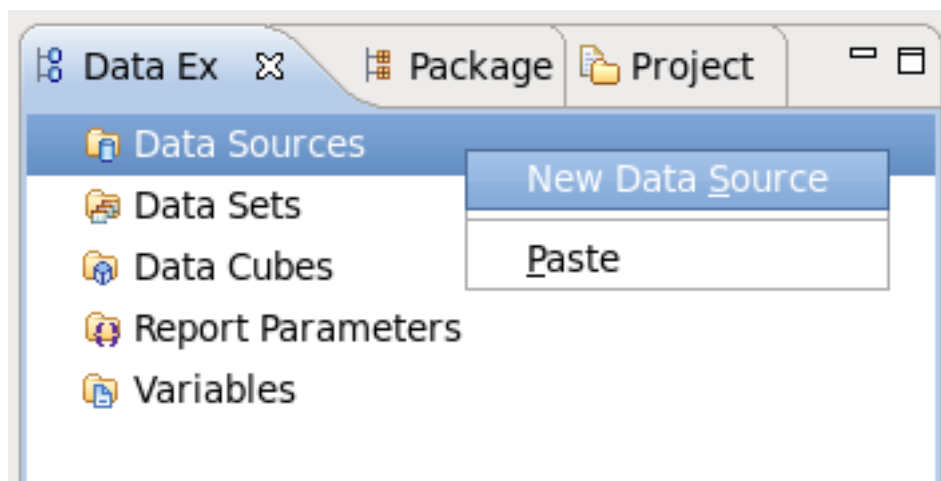 Data Ex Package Project
Data Sources
New Data Source
Data Sets
Paste
Data Cubes
Report Parameters
Variables